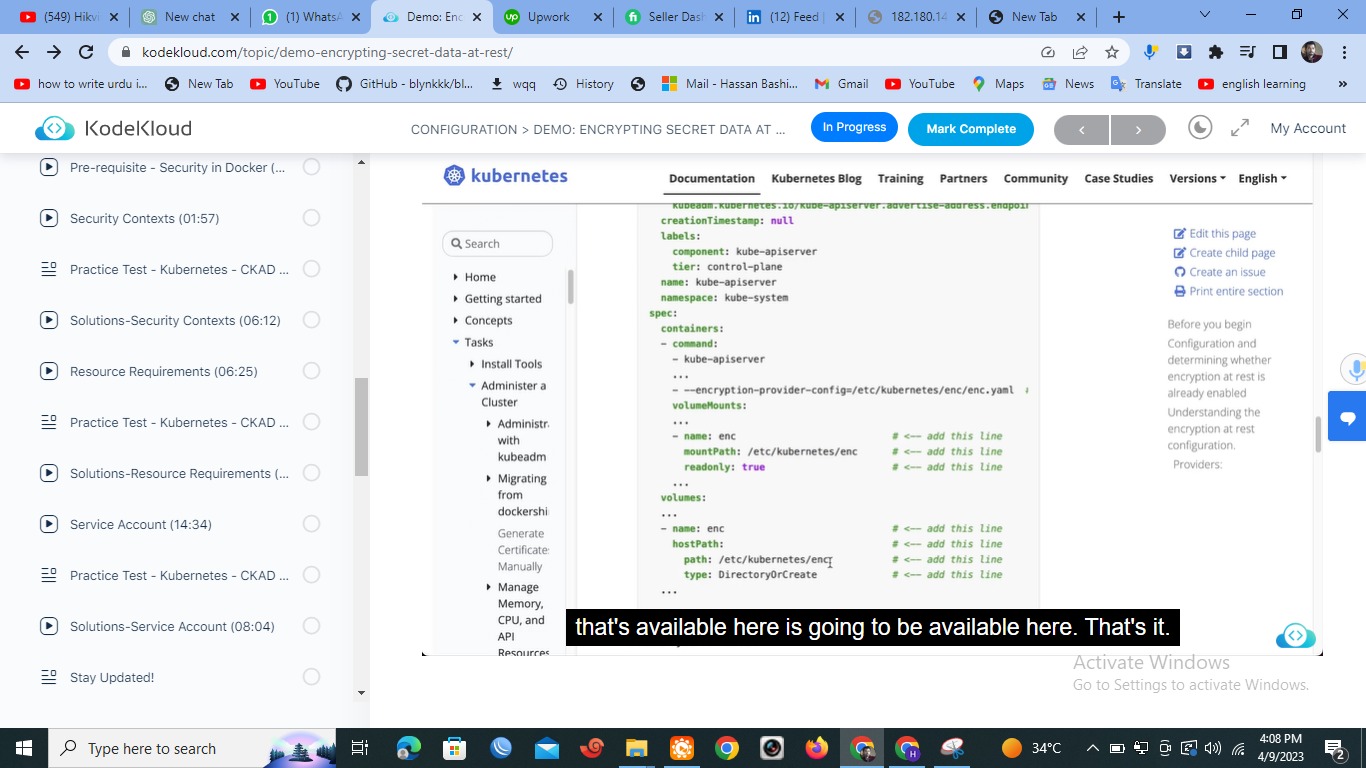 (549) Hikv
New chat
(1) WhatsA
Demo: Enc
Upwork
Seller Dash
(12) Feed |
182.180.14
New Tab
kodekloud.com/topic/demo-encrypting-secret-data-at-rest/
how to write urdu i...
New Tab
YouTube
GitHub - blynkkk/bl...
wqq
History
Mail - Hassan Bashi...
Gmail
YouTube
Maps
News
Translate
english learning
»
KodeKloud
CONFIGURATION > DEMO: ENCRYPTING SECRET DATA AT ...
In Progress
Mark Complete
My Account
Pre-requisite - Security in Docker (...
Security Contexts (01:57)
Practice Test - Kubernetes - CKAD ...
Solutions-Security Contexts (06:12)
Resource Requirements (06:25)
Practice Test - Kubernetes - CKAD ...
Solutions-Resource Requirements (...
Service Account (14:34)
Practice Test - Kubernetes - CKAD ...
Solutions-Service Account (08:04)
Stay Updated!
kubernetes
Documentation
Kubernetes Blog
Training
Partners
Community
Case Studies
Versions
English
Search
Home
Getting started
Concepts
Tasks
Install Tools
Administer a
Cluster
Administr
with
kubeadm
Migrating
from
dockershi
Generate
Certificate
Manually
Manage
Memory,
CPU, and
API
Resources
kubeadm.kubernetes.io/kube-apiserver.advertise-address.endpoin
creationTimestamp: null
labels:
component: kube-apiserver
tier: control-plane
name: kube-apiserver
namespace: kube-system
spec:
containers:
- command:
- kube-apiserver
...
- --encryption-provider-config=/etc/kubernetes/enc/enc.yaml #
volumeMounts:
...
- name: enc # <-- add this line
mountPath: /etc/kubernetes/enc # <-- add this line
readonly: true # <-- add this line
...
volumes:
...
- name: enc # <-- add this line
hostPath: # <-- add this line
path: /etc/kubernetes/enc # <-- add this line
type: DirectoryOrCreate # <-- add this line
...
Edit this page
Create child page
Create an issue
Print entire section
Before you begin
Configuration and
determining whether
encryption at rest is
already enabled
Understanding the
encryption at rest
configuration.
Providers:
that's available here is going to be available here. That's it.
Activate Windows
Go to Settings to activate Windows.
Type here to search
34°C
4:08 PM
4/9/2023
2